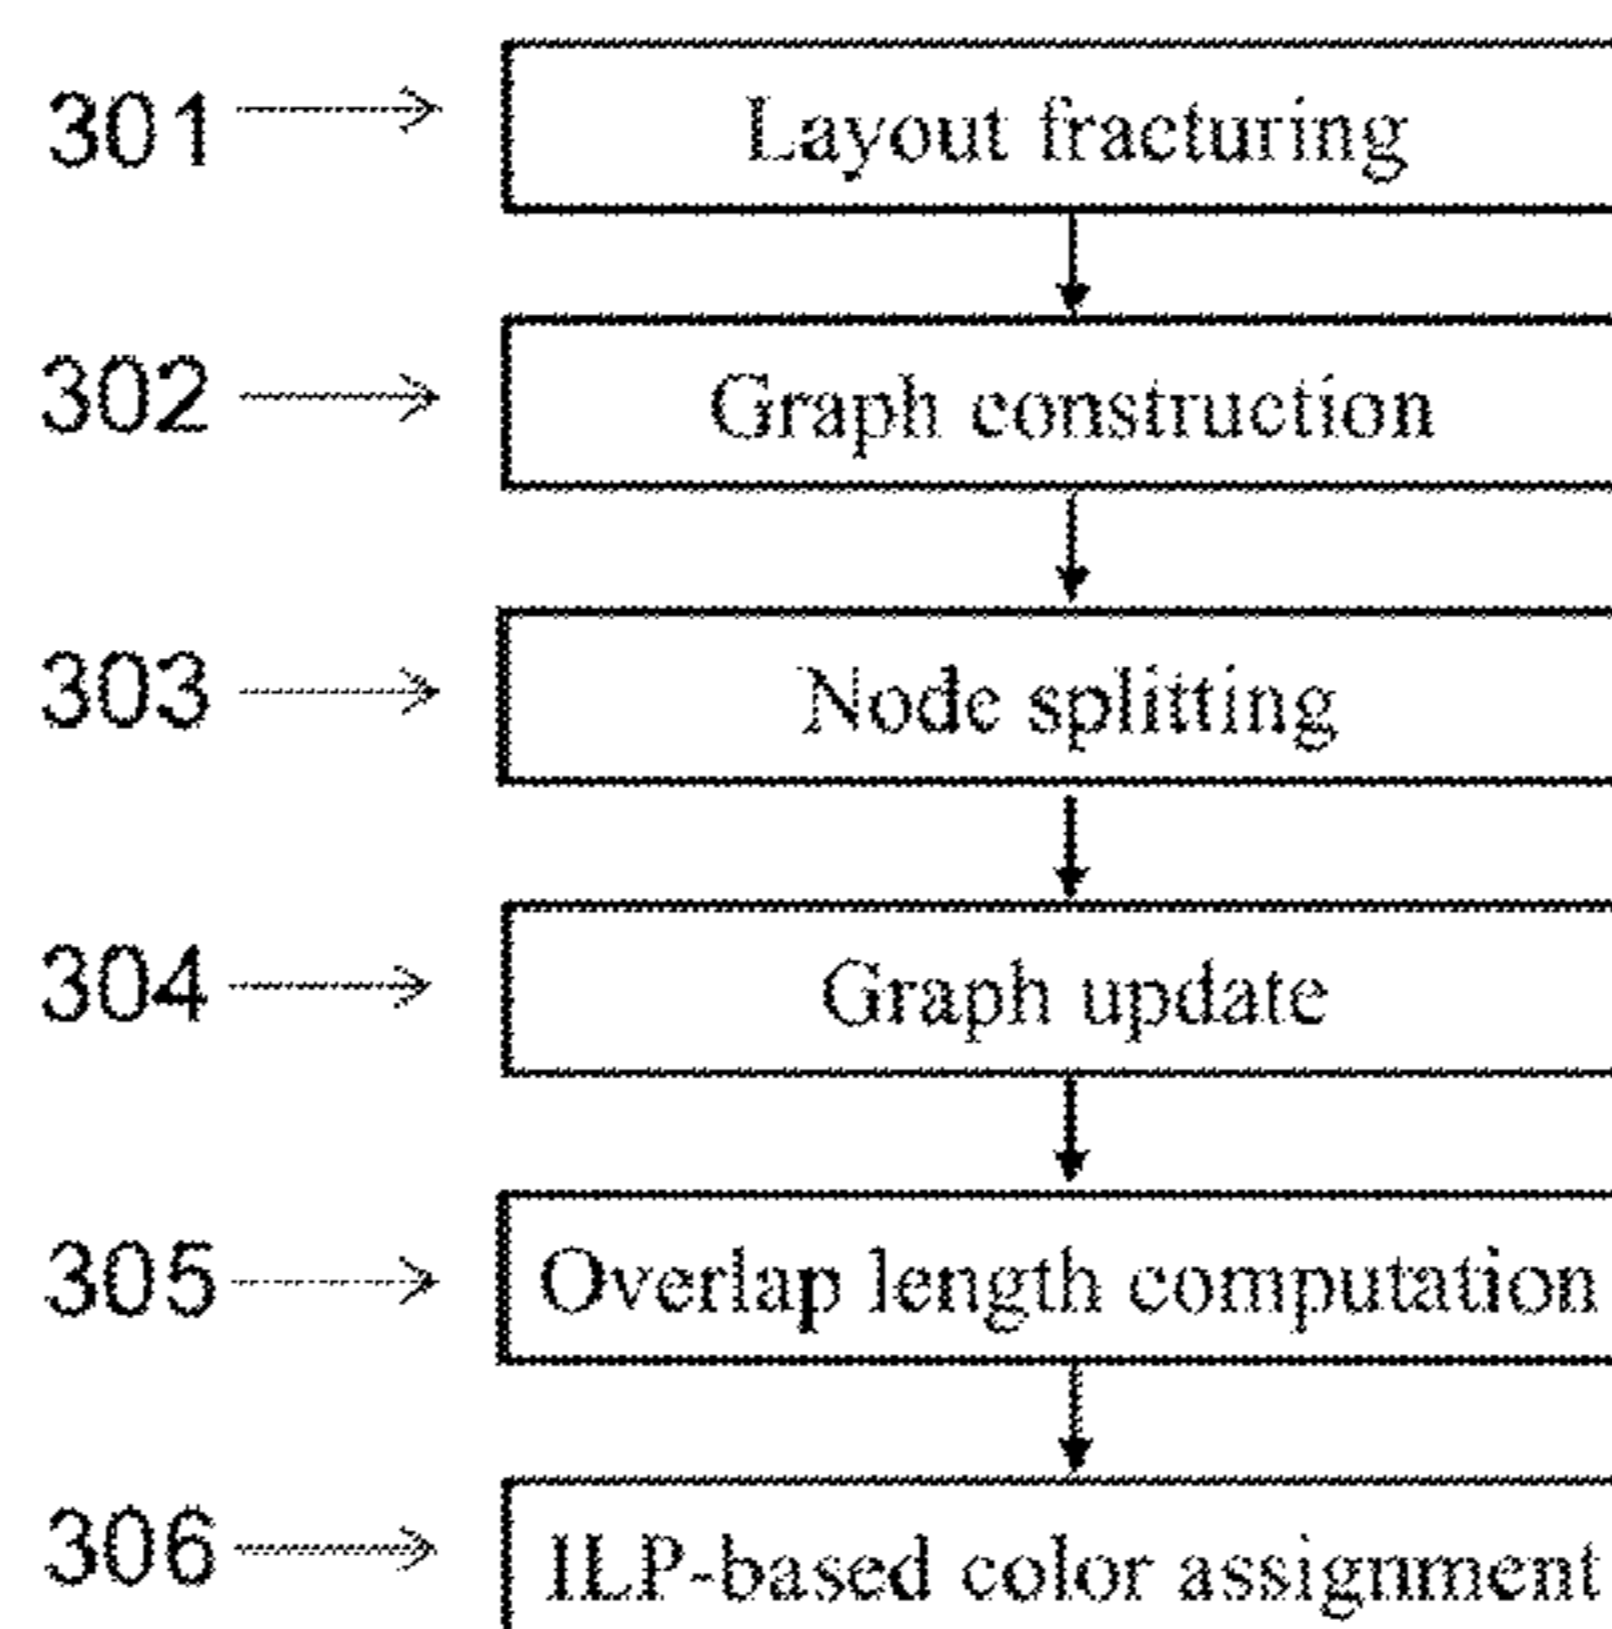 301 Layout fracturing
302 Graph construction
303 Node splitting
304 Graph update
305 Overlap length computation
306 ILP-based color assignment